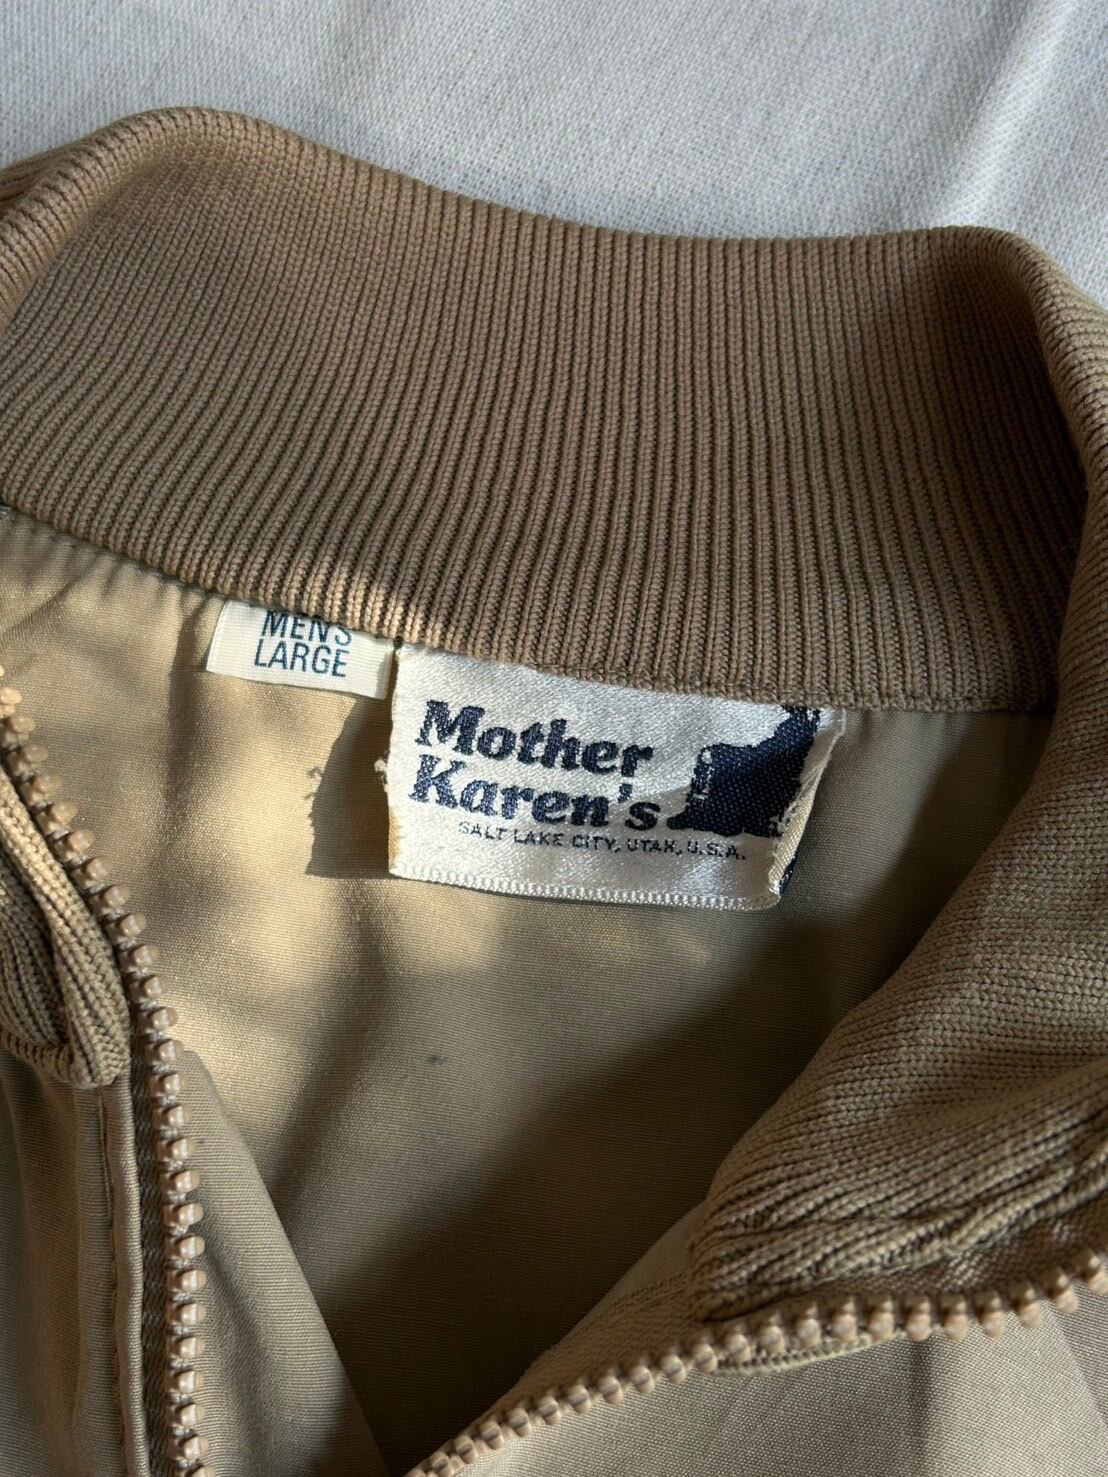 MEN'S
LARGE
Mother
Karen's
SALT LAKE CITY, UTAH, U.S.A.